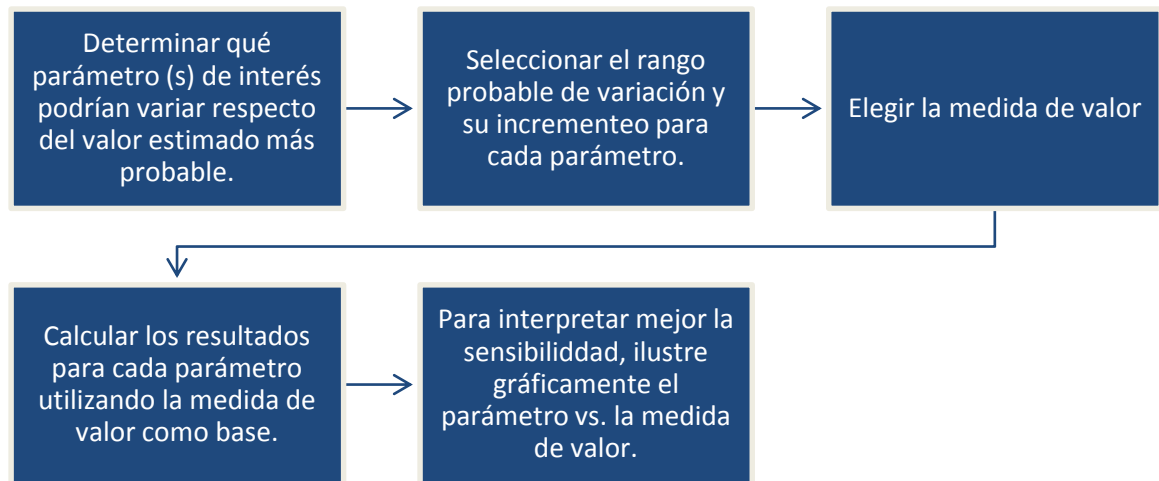 Determinar qué
parámetro (s) de interés
podrían variar respecto
del valor estimado más
probable.
Seleccionar el rango
probable de variación y
su incrementeo para
cada parámetro.
Elegir la medida de valor
Calcular los resultados
para cada parámetro
utilizando la medida de
valor como base.
Para interpretar mejor la
sensibiliddad, ilustre
gráficamente el
parámetro vs. la medida
de valor.